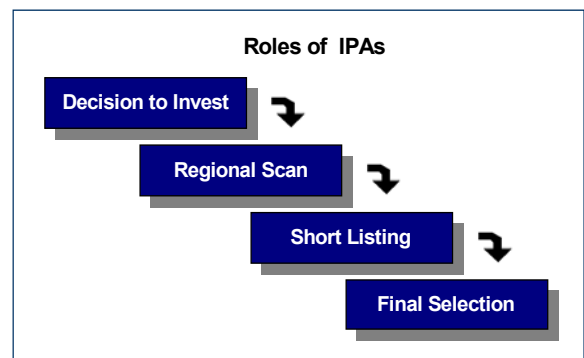 Roles of IPAs
Decision to Invest
Regional Scan
Short Listing
Final Selection